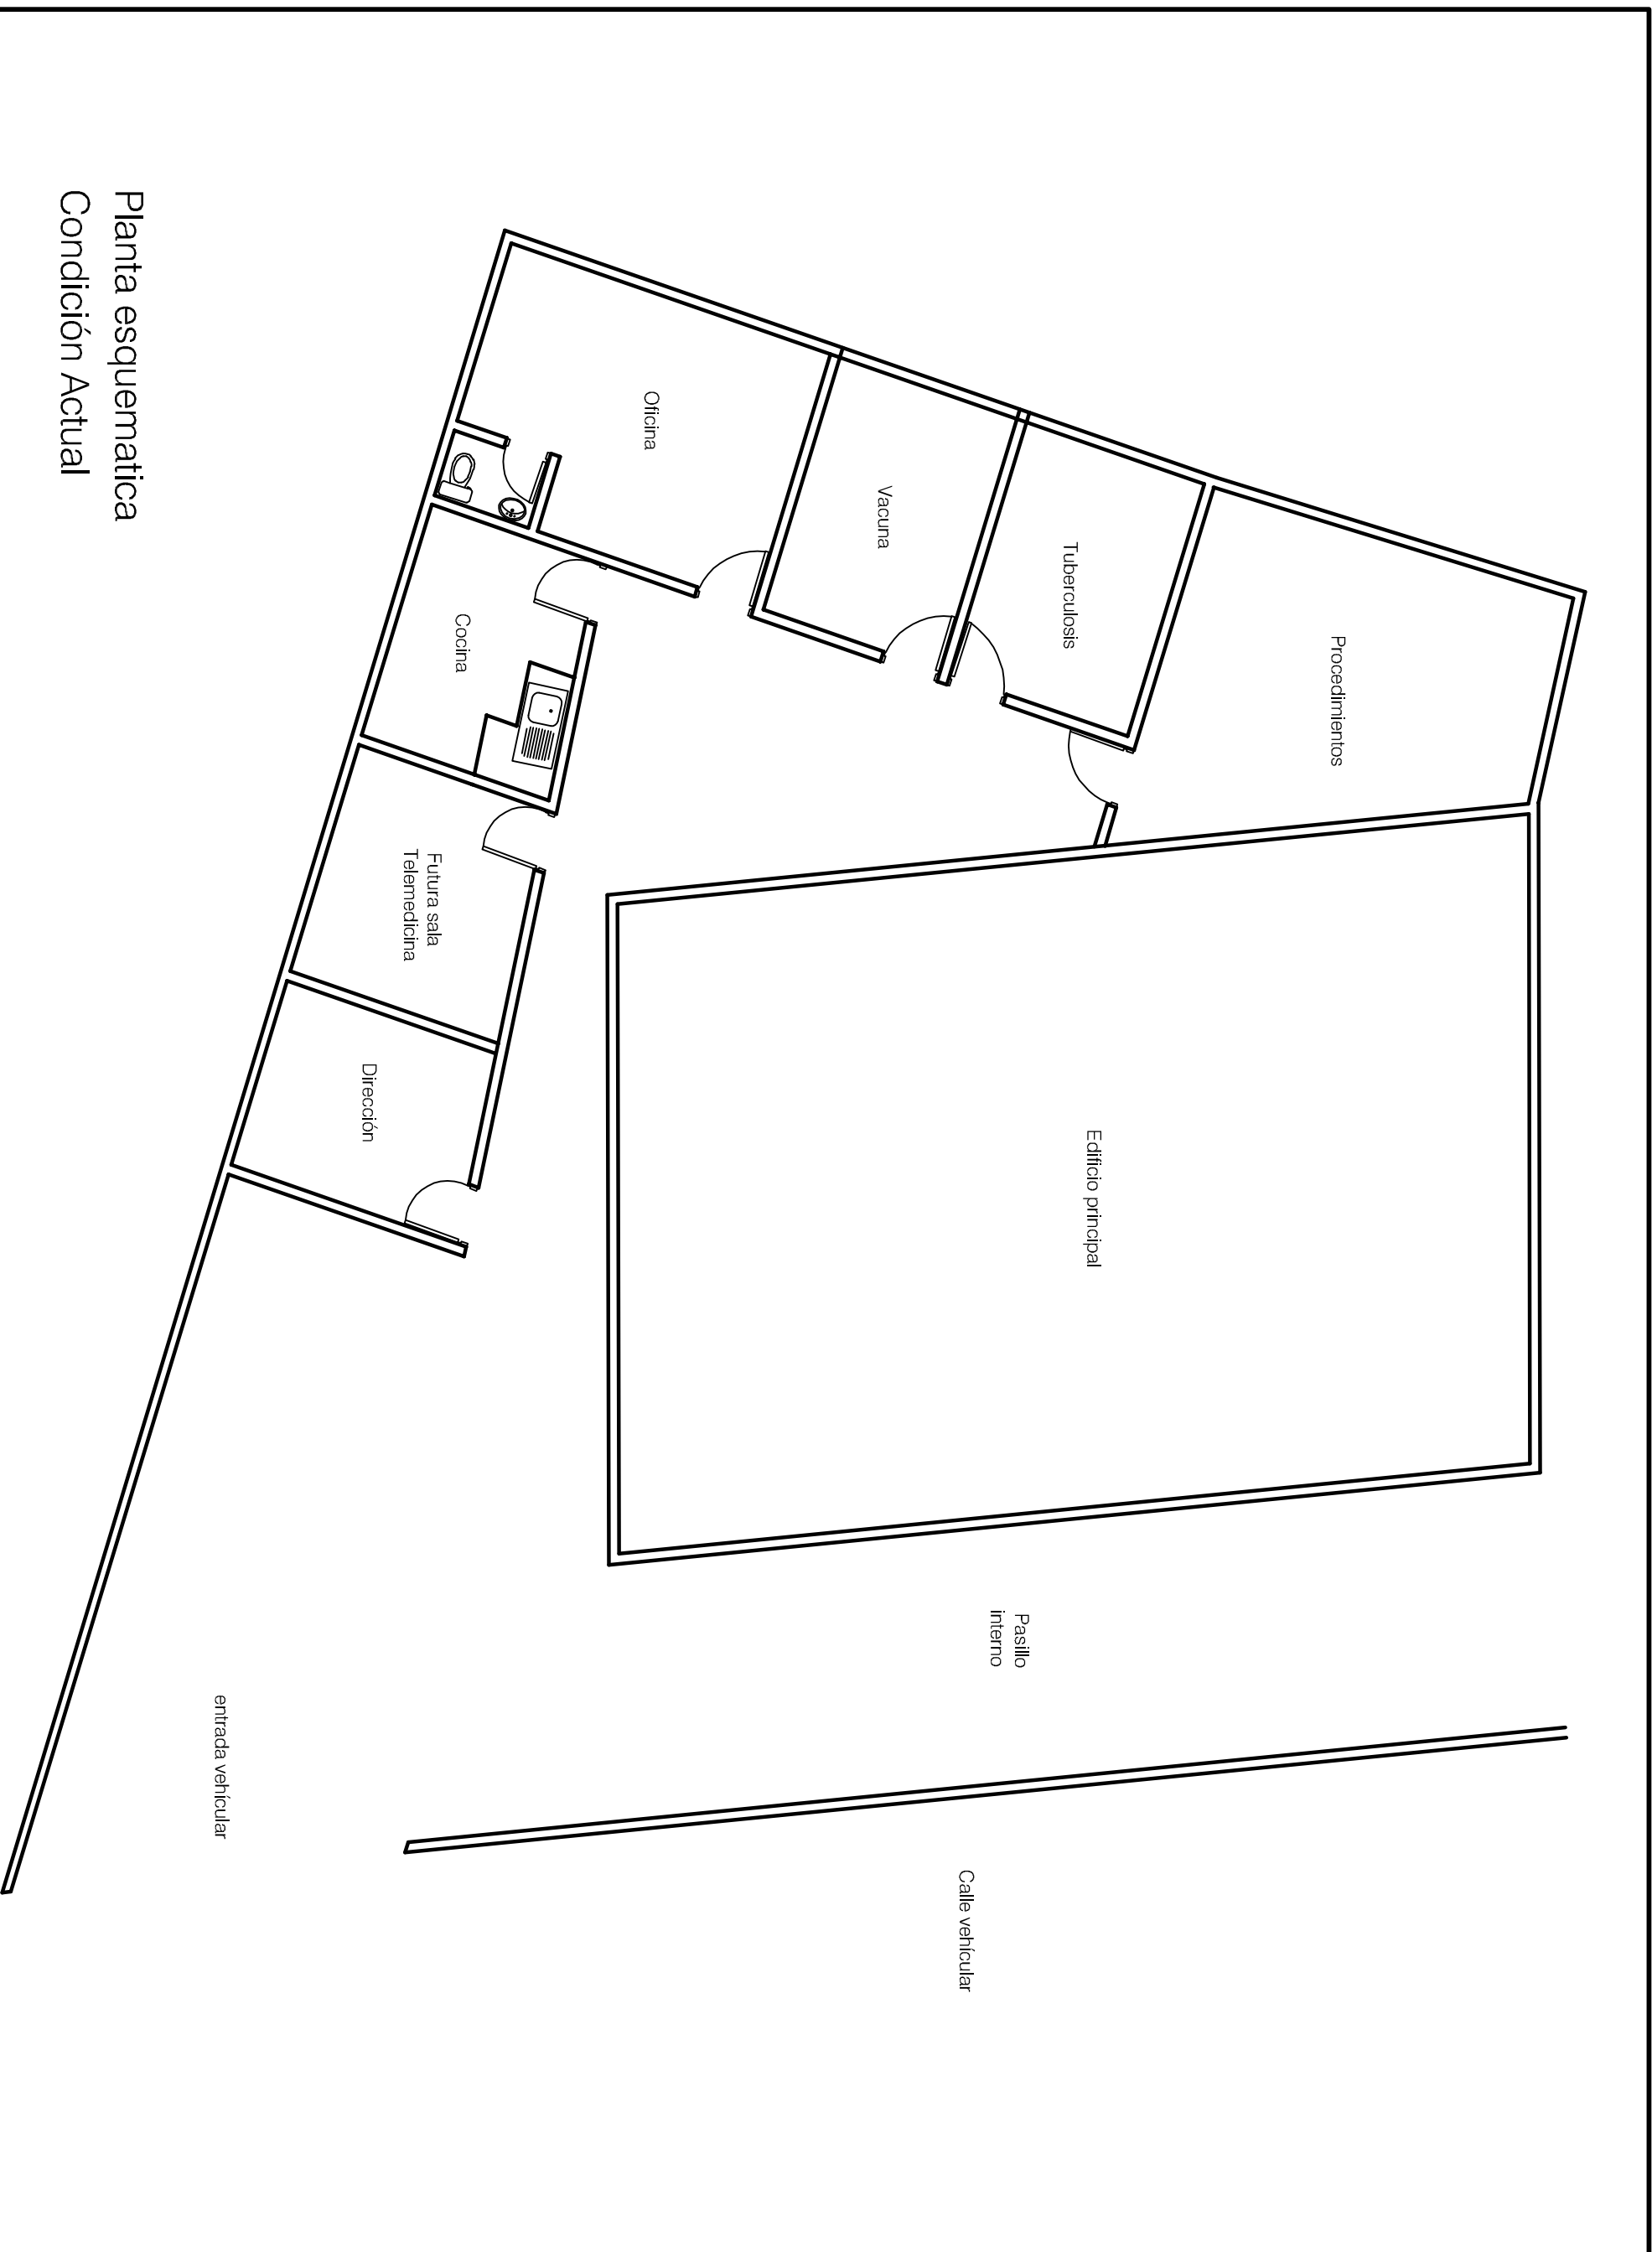 Procedimientos
Tuberculosis
Vacuna
Oficina
Cocina
Futura sala
Telemedicina
Dirección
Edificio principal
Pasillo
interno
Calle vehícular
entrada vehícular
Planta esquematica
Condición Actual